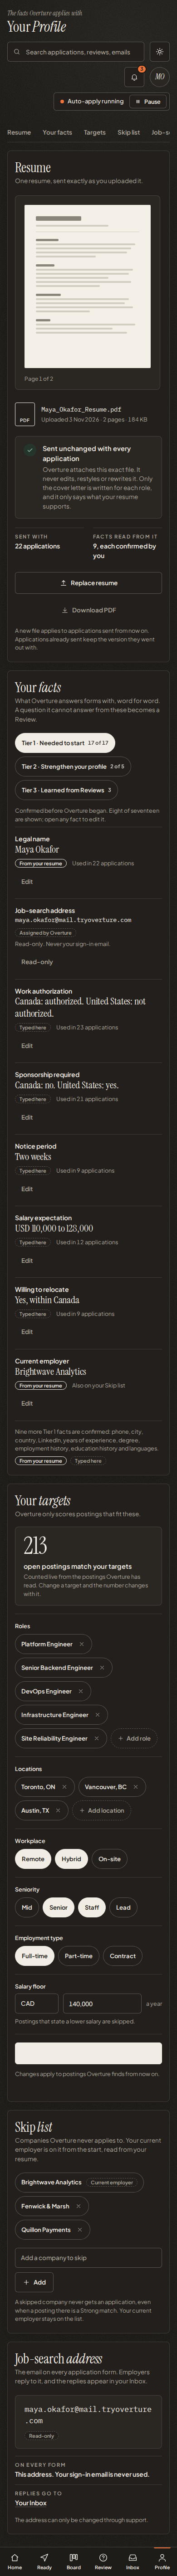 The facts Overture applies with
Your Profile
Search applications, reviews, emails
3
MO
Auto-apply running
Pause
Resume
Your facts
Targets
Skip list
Resume
One resume, sent exactly as you uploaded it.
Page 1 of 2
PDF
Maya_Okafor_Resume.pdf
Uploaded 3 Nov 2026 · 2 pages · 184 KB
Sent unchanged with every
application
Overture attaches this exact file. It
never edits, restyles or rewrites it. Only
the cover letter is written for each role,
and it only says what your resume
supports.
SENT WITH
22 applications
FACTS READ FROM IT
9, each confirmed by
you
Replace resume
Download PDF
A new file applies to applications sent from now on.
Applications already sent keep the version they went
out with.
Your facts
What Overture answers forms with, word for word.
A question it cannot answer from these becomes a
Review.
Tier 1 · Needed to start 17 of 17
Tier 2 · Strengthen your profile 2 of 5
Tier 3 · Learned from Reviews 3
Confirmed before Overture began. Eight of seventeen
are shown; open any fact to edit it.
Legal name
Maya Okafor
From your resume
Used in 22 applications
Edit
Job-search address
maya.okafor@mail.tryoverture.com
Assigned by Overture
Read-only. Never your sign-in email.
Read-only
Work authorization
Canada: authorized. United States: not
authorized.
Typed here
Used in 23 applications
Edit
Sponsorship required
Canada: no. United States: yes.
Typed here
Used in 21 applications
Edit
Notice period
Two weeks
Typed here
Used in 9 applications
Edit
Salary expectation
USD 110,000 to 128,000
Typed here
Used in 12 applications
Edit
Willing to relocate
Yes, within Canada
Typed here
Used in 9 applications
Edit
Current employer
Brightwave Analytics
From your resume
Also on your Skip list
Edit
Nine more Tier 1 facts are confirmed: phone, city,
country, LinkedIn, years of experience, degree,
employment history, education history and languages.
From your resume
Typed here
Your targets
Overture only scores postings that fit these.
213
open postings match your targets
Counted live from the postings Overture has
read. Change a target and the number changes
with it.
Roles
Platform Engineer
Senior Backend Engineer
DevOps Engineer
Infrastructure Engineer
Site Reliability Engineer
Add role
Locations
Toronto, ON
Vancouver, BC
Austin, TX
Add location
Workplace
Remote
Hybrid
On-site
Seniority
Mid
Senior
Staff
Lead
Employment type
Full-time
Part-time
Contract
Salary floor
CAD
140,000
a year
Postings that state a lower salary are skipped.
Changes apply to postings Overture finds from now on.
Skip list
Companies Overture never applies to. Your current
employer is on it from the start, read from your
resume.
Brightwave Analytics
Current employer
Fenwick & Marsh
Quillon Payments
Add a company to skip
Add
A skipped company never gets an application, even
when a posting there is a Strong match. Your current
employer stays on the list.
Job-search address
The email on every application form. Employers
reply to it, and the replies appear in your Inbox.
maya.okafor@mail.tryoverture
.com
Read-only
ON EVERY FORM
This address. Your sign-in email is never used.
REPLIES GO TO
Your Inbox
The address can only be changed through support.
Home
Ready
Board
Review
Inbox
Profile